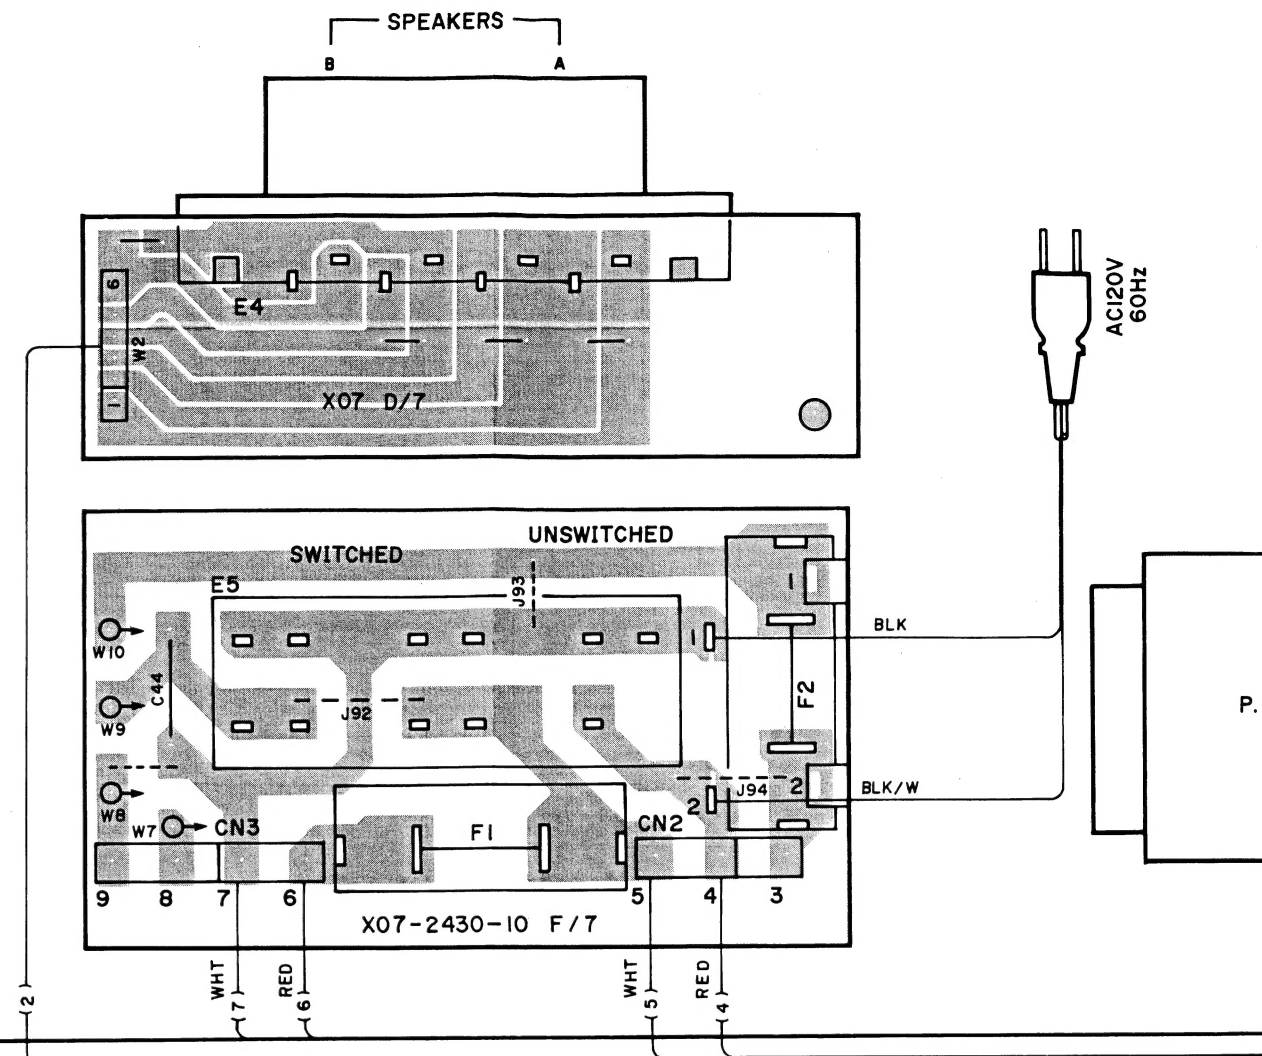 SPEAKERS
B
A
6
E4
W2
1
X07 D/7
AC120V
60Hz
UNSWITCHED
SWITCHED
E5
J93
1
W10
1
BLK
C44
J92
F2
W9
P.
W8
2
J94
2
BLK/W
W7
CN3
F1
CN2
9
8
7
6
5
4
3
X07-2430-10 F/7
WHT
RED
WHT
RED
(2)
(7)
(6)
(5)
(4)